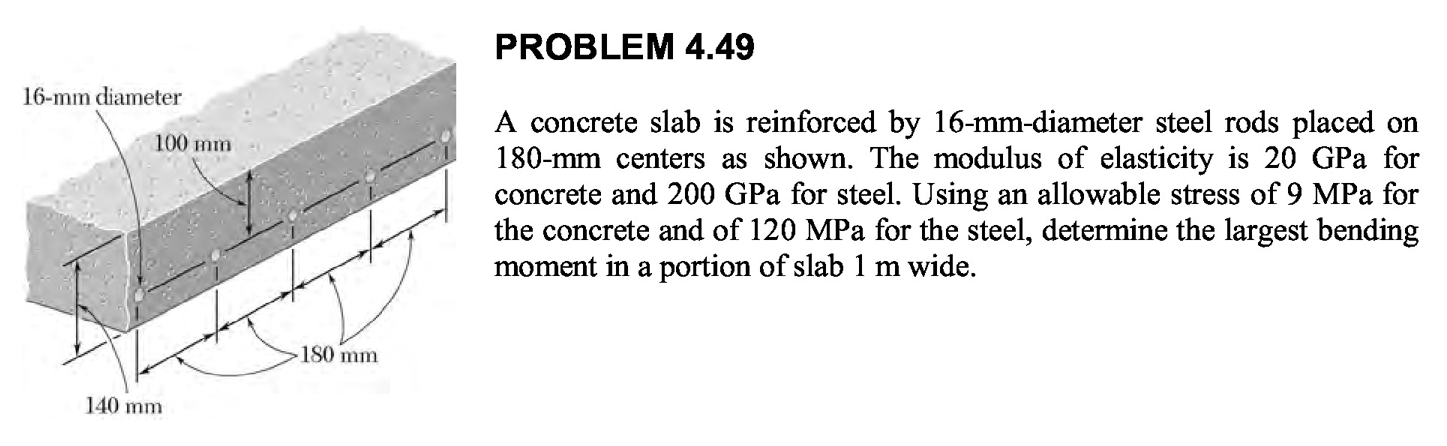 PROBLEM 4.49
16-mm diameter
100 mm
A concrete slab is reinforced by 16-mm-diameter steel rods placed on
180-mm centers as shown. The modulus of elasticity is 20 GPa for
concrete and 200 GPa for steel. Using an allowable stress of 9 MPa for
the concrete and of 120 MPa for the steel, determine the largest bending
moment in a portion of slab 1 m wide.
180 mm
140 mm